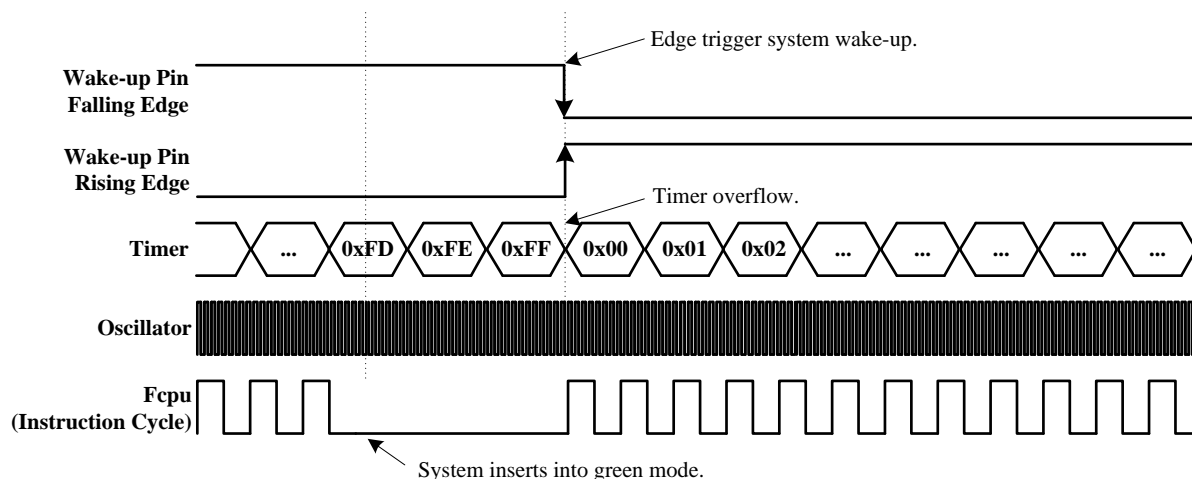 Edge trigger system wake-up.
Wake-up Pin
Falling Edge
Wake-up Pin
Rising Edge
Timer overflow.
Timer
...
0xFD
0xFE
0xFF
0x00
0x01
0x02
...
...
...
...
...
Oscillator
Fcpu
(Instruction Cycle)
System inserts into green mode.